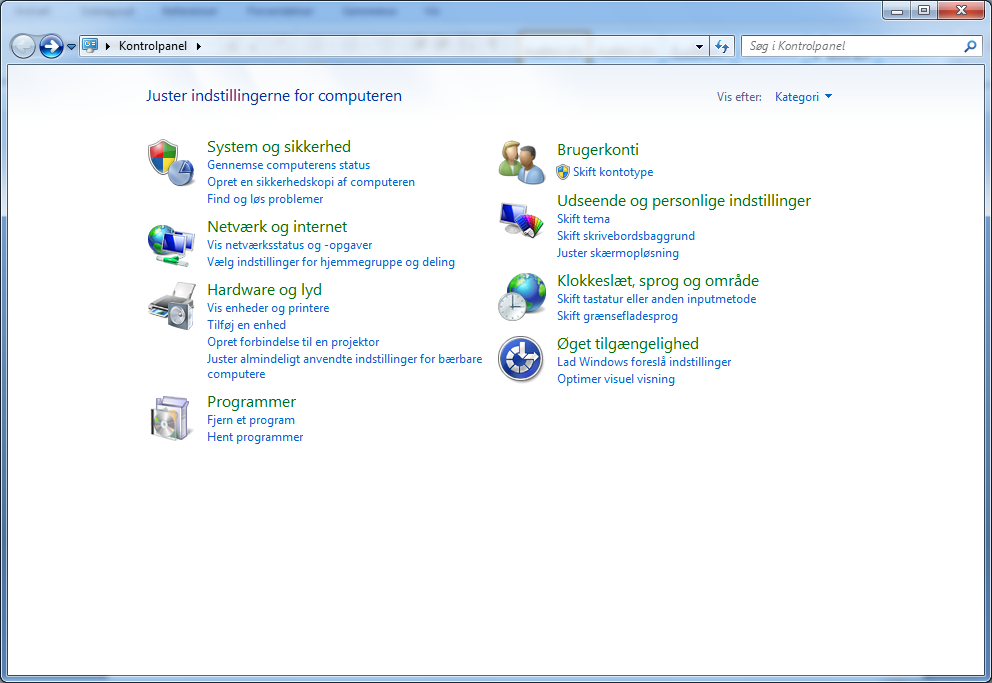 Kontrolpanel
Søg i Kontrolpanel
Juster indstillingerne for computeren
Vis efter: Kategori
System og sikkerhed
Gennemse computerens status
Opret en sikkerhedskopi af computeren
Find og løs problemer
Netværk og internet
Vis netværksstatus og -opgaver
Vælg indstillinger for hjemmegruppe og deling
Hardware og lyd
Vis enheder og printere
Tilføj en enhed
Opret forbindelse til en projektor
Juster almindeligt anvendte indstillinger for bærbare
computere
Programmer
Fjern et program
Hent programmer
Brugerkonti
Skift kontotype
Udseende og personlige indstillinger
Skift tema
Skift skrivebordsbaggrund
Juster skærmopløsning
Klokkeslæt, sprog og område
Skift tastatur eller anden inputmetode
Skift grænsefladesprog
Øget tilgængelighed
Lad Windows foreslå indstillinger
Optimer visuel visning